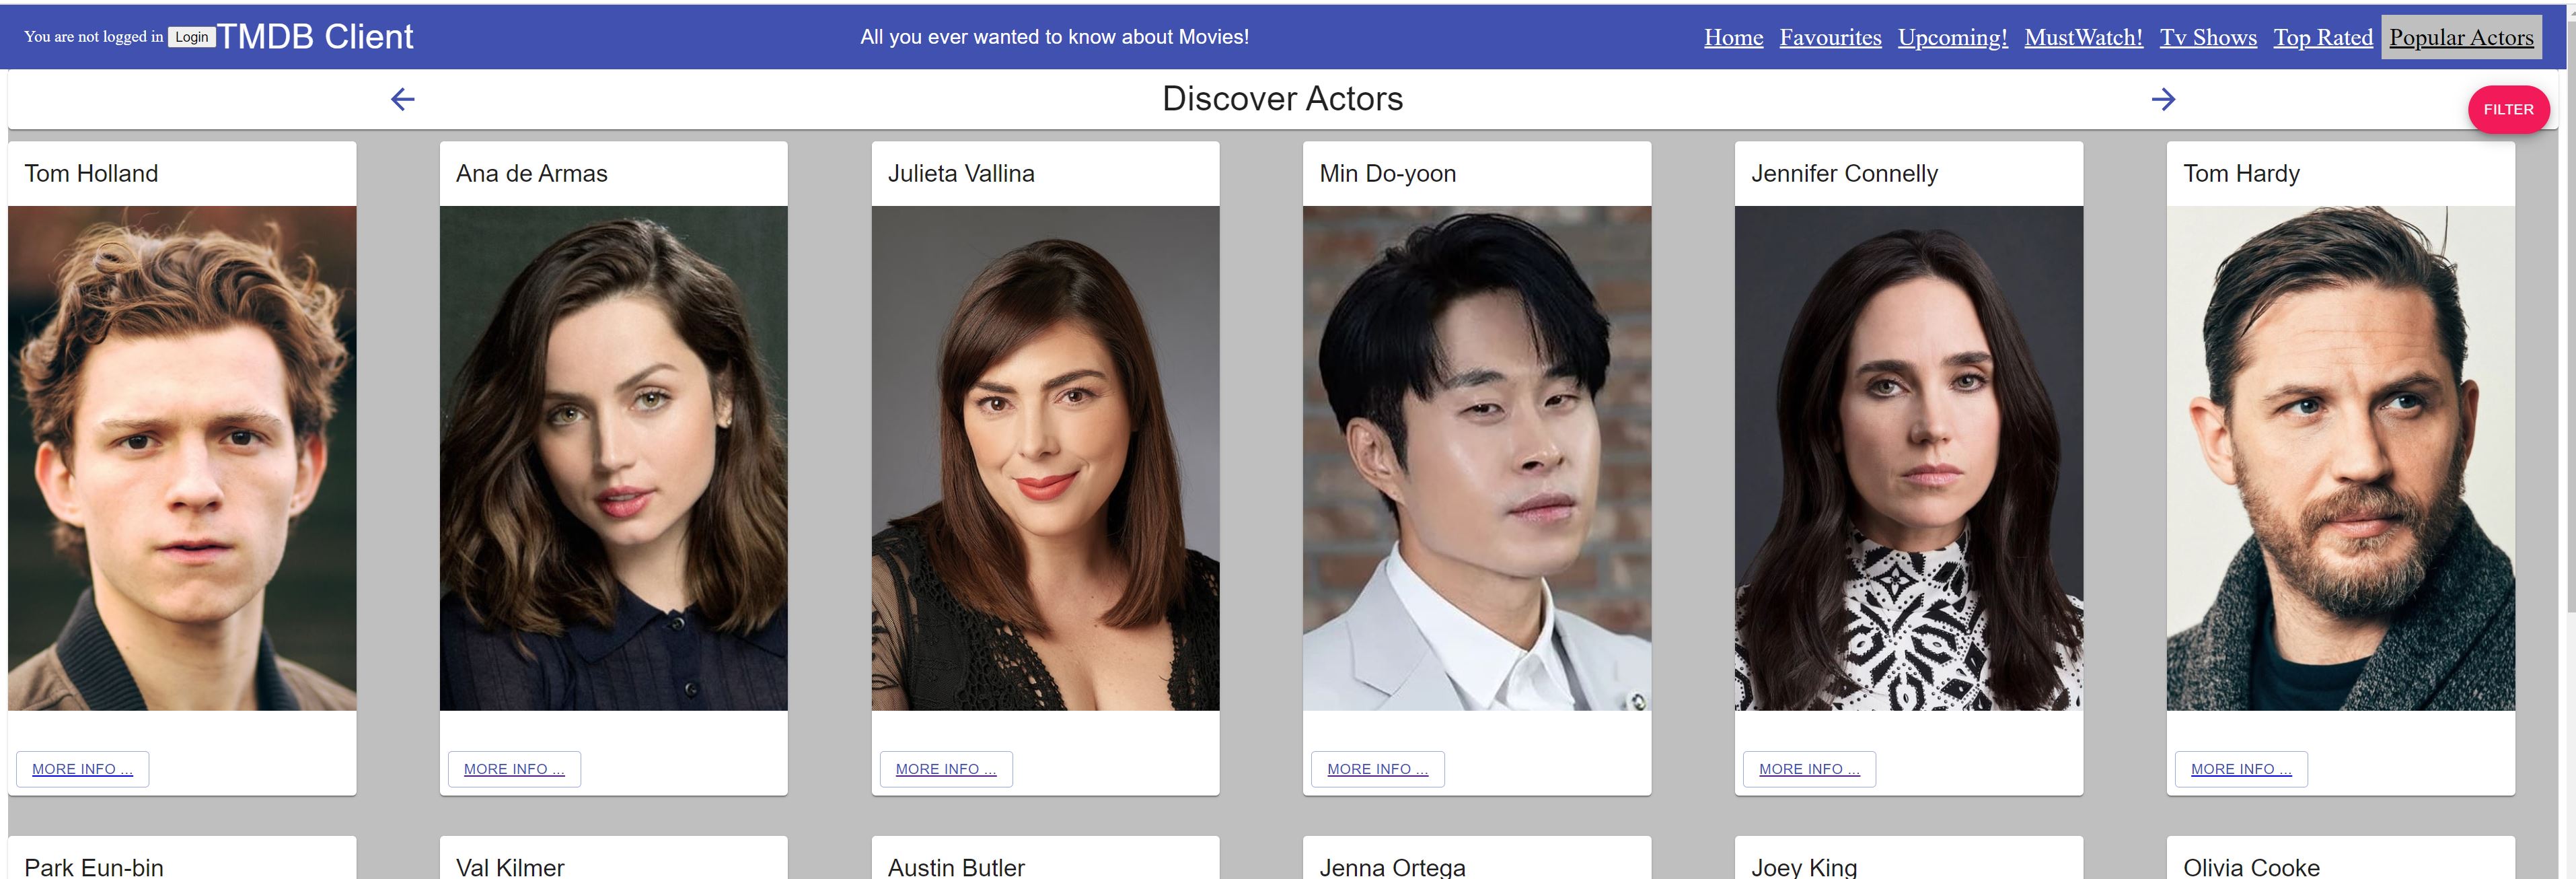 You are not logged in Login TMDB Client All you ever wanted to know about Movies! Home Favourites Upcoming! MustWatch! Tv Shows Top Rated Popular Actors
Discover Actors
FILTER
Tom Holland Ana de Armas Julieta Vallina Min Do-yoon Jennifer Connelly Tom Hardy
MORE INFO ... MORE INFO ... MORE INFO ... MORE INFO ... MORE INFO ... MORE INFO ...
Park Eun-bin Val Kilmer Austin Butler Jenna Ortega Joey King Olivia Cooke